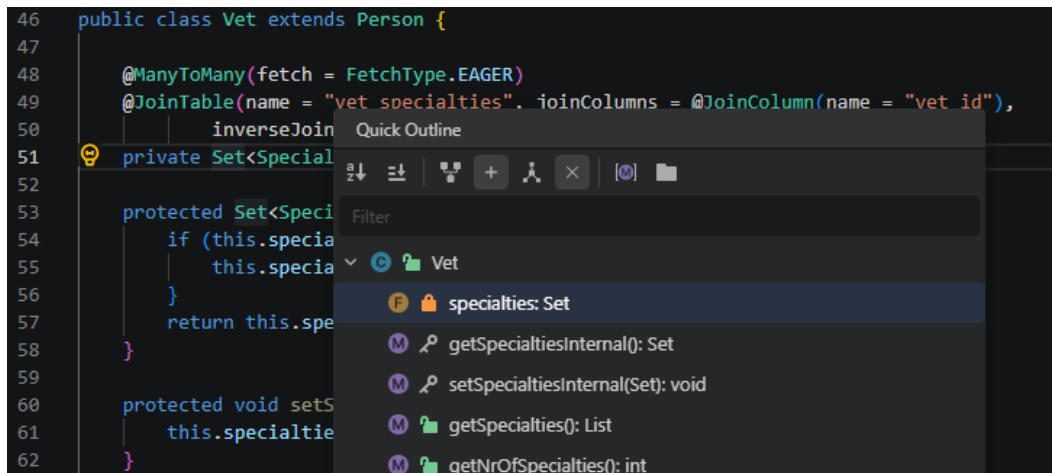 46 public class Vet extends Person {
47
48 @ManyToMany(fetch = FetchType.EAGER)
49 @JoinTable(name = "vet_specialties", joinColumns = @JoinColumn(name = "vet_id"),
50 inverseJoin
51 private Set<Special
52
53 protected Set<Speci
54 if (this.specia
55 this.specia
56 }
57 return this.spe
58 }
59
60 protected void setS
61 this.specialtie
62 }
Quick Outline
Filter
C Vet
F specialties: Set
M getSpecialtiesInternal(): Set
M setSpecialtiesInternal(Set): void
M getSpecialties(): List
M getNrOfSpecialties(): int